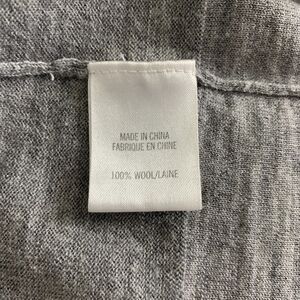 MADE IN CHINA
FABRIQUE EN CHINE
100% WOOL/LAINE